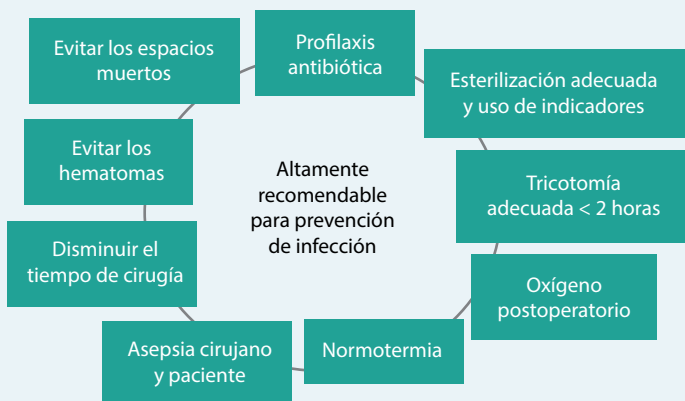 Profilaxis
antibiótica
Esterilización adecuada
y uso de indicadores
Tricotomía
adecuada < 2 horas
Oxígeno
postoperatorio
Normotermia
Asepsia cirujano
y paciente
Disminuir el
tiempo de cirugía
Evitar los
hematomas
Evitar los espacios
muertos
Altamente
recomendable
para prevención
de infección